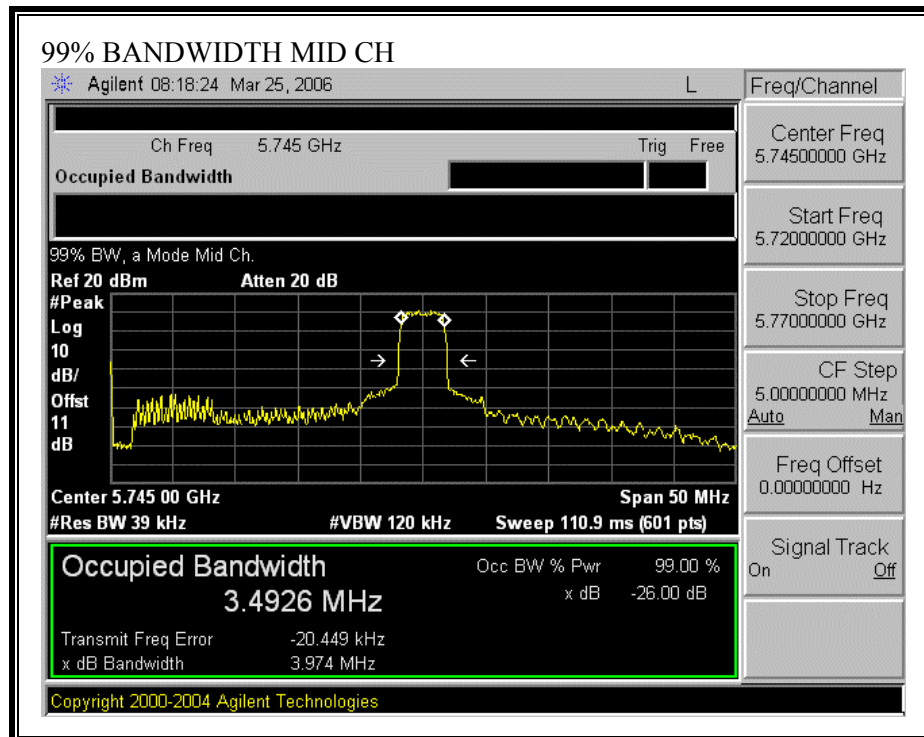 99% BANDWIDTH MID CH
Agilent 08:18:24 Mar 25, 2006 L
Freq/Channel
Ch Freq 5.745 GHz Trig Free
Occupied Bandwidth
Center Freq
5.74500000 GHz
Start Freq
5.72000000 GHz
99% BW, a Mode Mid Ch.
Ref 20 dBm Atten 20 dB
#Peak
Log
10
dB/
Offst
11
dB
Stop Freq
5.77000000 GHz
CF Step
5.00000000 MHz
Auto Man
Freq Offset
0.00000000 Hz
Center 5.745 00 GHz Span 50 MHz
#Res BW 39 kHz #VBW 120 kHz Sweep 110.9 ms (601 pts)
Signal Track
On Off
Occupied Bandwidth Occ BW % Pwr 99.00 %
3.4926 MHz x dB -26.00 dB
Transmit Freq Error -20.449 kHz
x dB Bandwidth 3.974 MHz
Copyright 2000-2004 Agilent Technologies